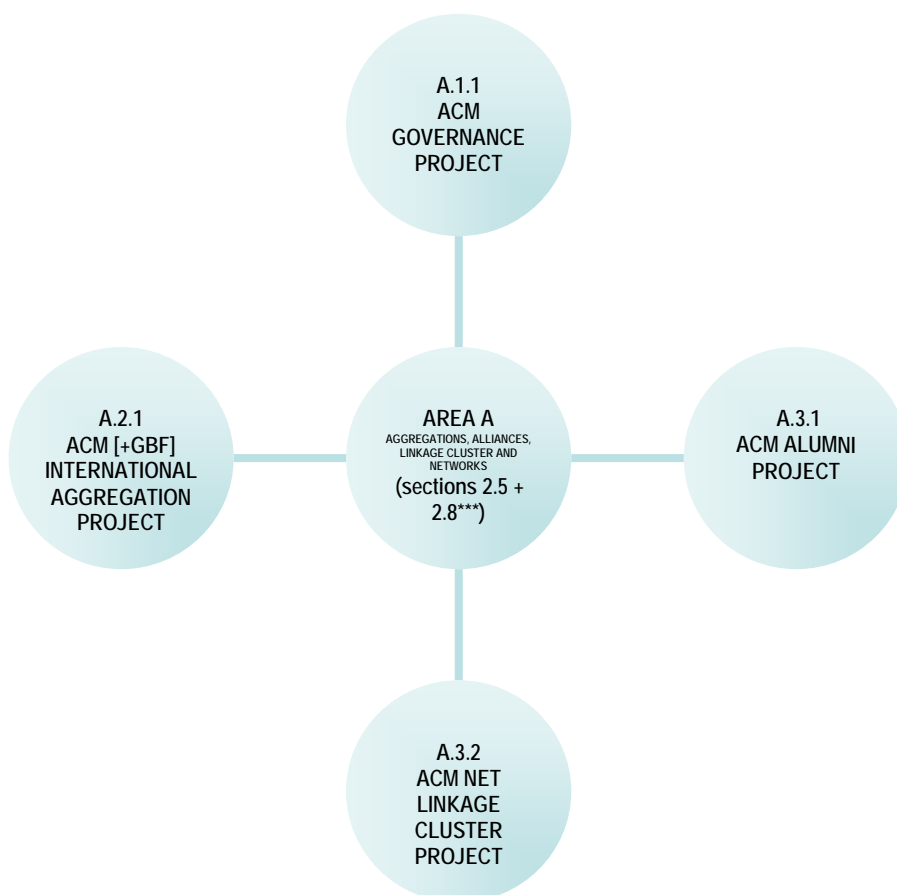 A.1.1
ACM
GOVERNANCE
PROJECT
A.2.1
ACM [+GBF]
INTERNATIONAL
AGGREGATION
PROJECT
AREA A
AGGREGATIONS, ALLIANCES,
LINKAGE CLUSTER AND
NETWORKS
(sections 2.5 +
2.8***)
A.3.1
ACM ALUMNI
PROJECT
A.3.2
ACM NET
LINKAGE
CLUSTER
PROJECT